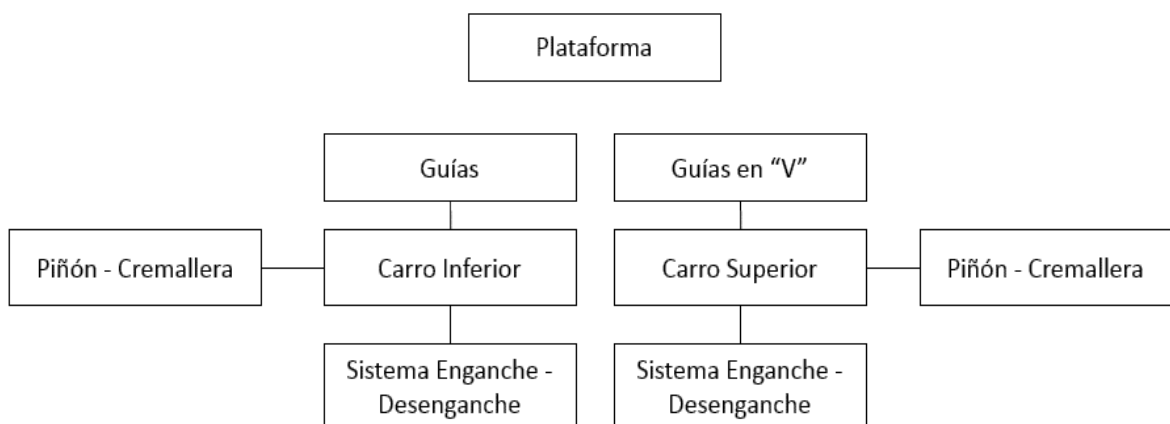 Plataforma
Guías
Guías en “V”
Piñón - Cremallera
Carro Inferior
Carro Superior
Piñón - Cremallera
Sistema Enganche -
Desenganche
Sistema Enganche -
Desenganche